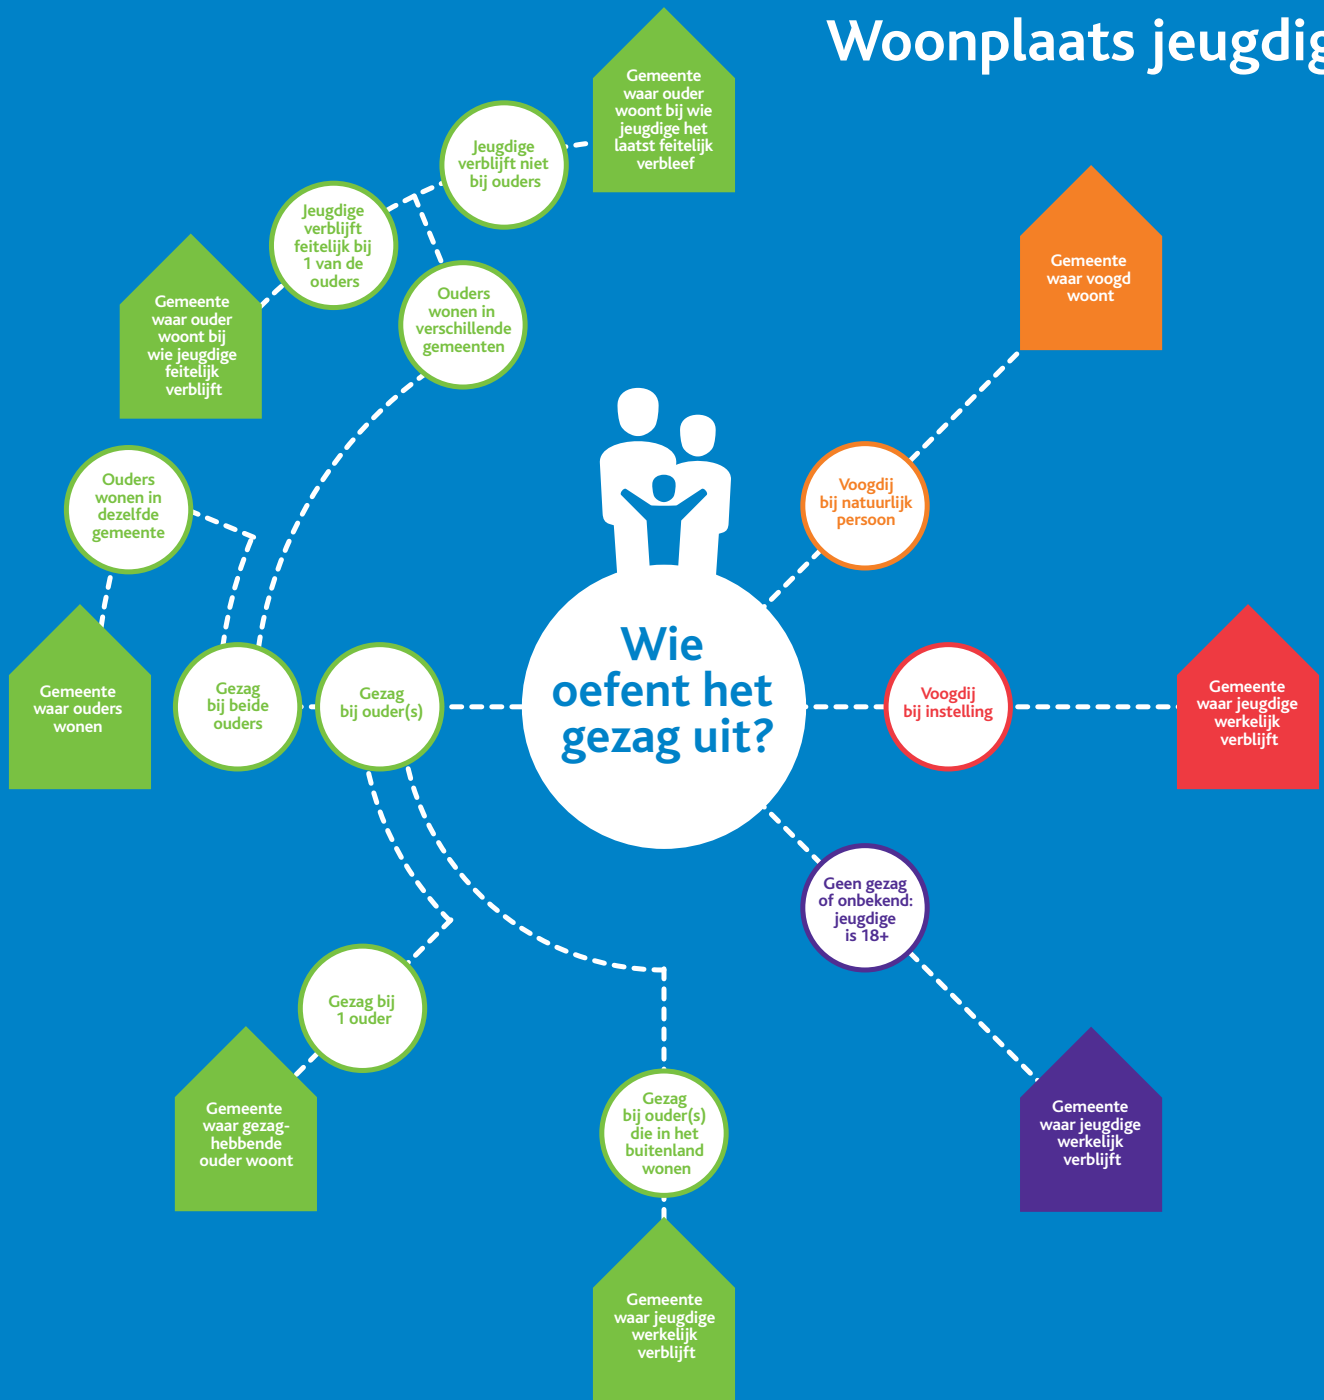 Woonplaats jeugdig
Gemeente
waar ouder
woont bij wie
jeugdige het
laatst feitelijk
verbleef
Jeugdige
verblijft niet
bij ouders
Jeugdige
verblijft
feitelijk bij
1 van de
ouders
Gemeente
waar ouder
woont bij
wie jeugdige
feitelijk
verblijft
Ouders
wonen in
verschillende
gemeenten
Gemeente
waar voogd
woont
Voogdij
bij natuurlijk
persoon
Ouders
wonen in
dezelfde
gemeente
Gemeente
waar ouders
wonen
Gezag
bij beide
ouders
Gezag
bij ouder(s)
Wie
oefent het
gezag uit?
Voogdij
bij instelling
Gemeente
waar jeugdige
werkelijk
verblijft
Geen gezag
of onbekend:
jeugdige
is 18+
Gemeente
waar jeugdige
werkelijk
verblijft
Gezag bij
1 ouder
Gemeente
waar gezag-
hebbende
ouder woont
Gezag
bij ouder(s)
die in het
buitenland
wonen
Gemeente
waar jeugdige
werkelijk
verblijft